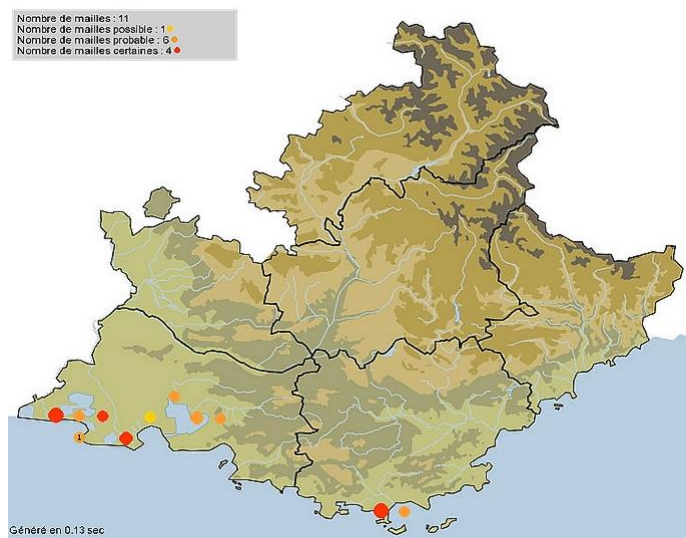 Nombre de mailles : 11
Nombre de mailles possible : 1
Nombre de mailles probable : 6
Nombre de mailles certaines : 4
1
Généré en 0.13 sec